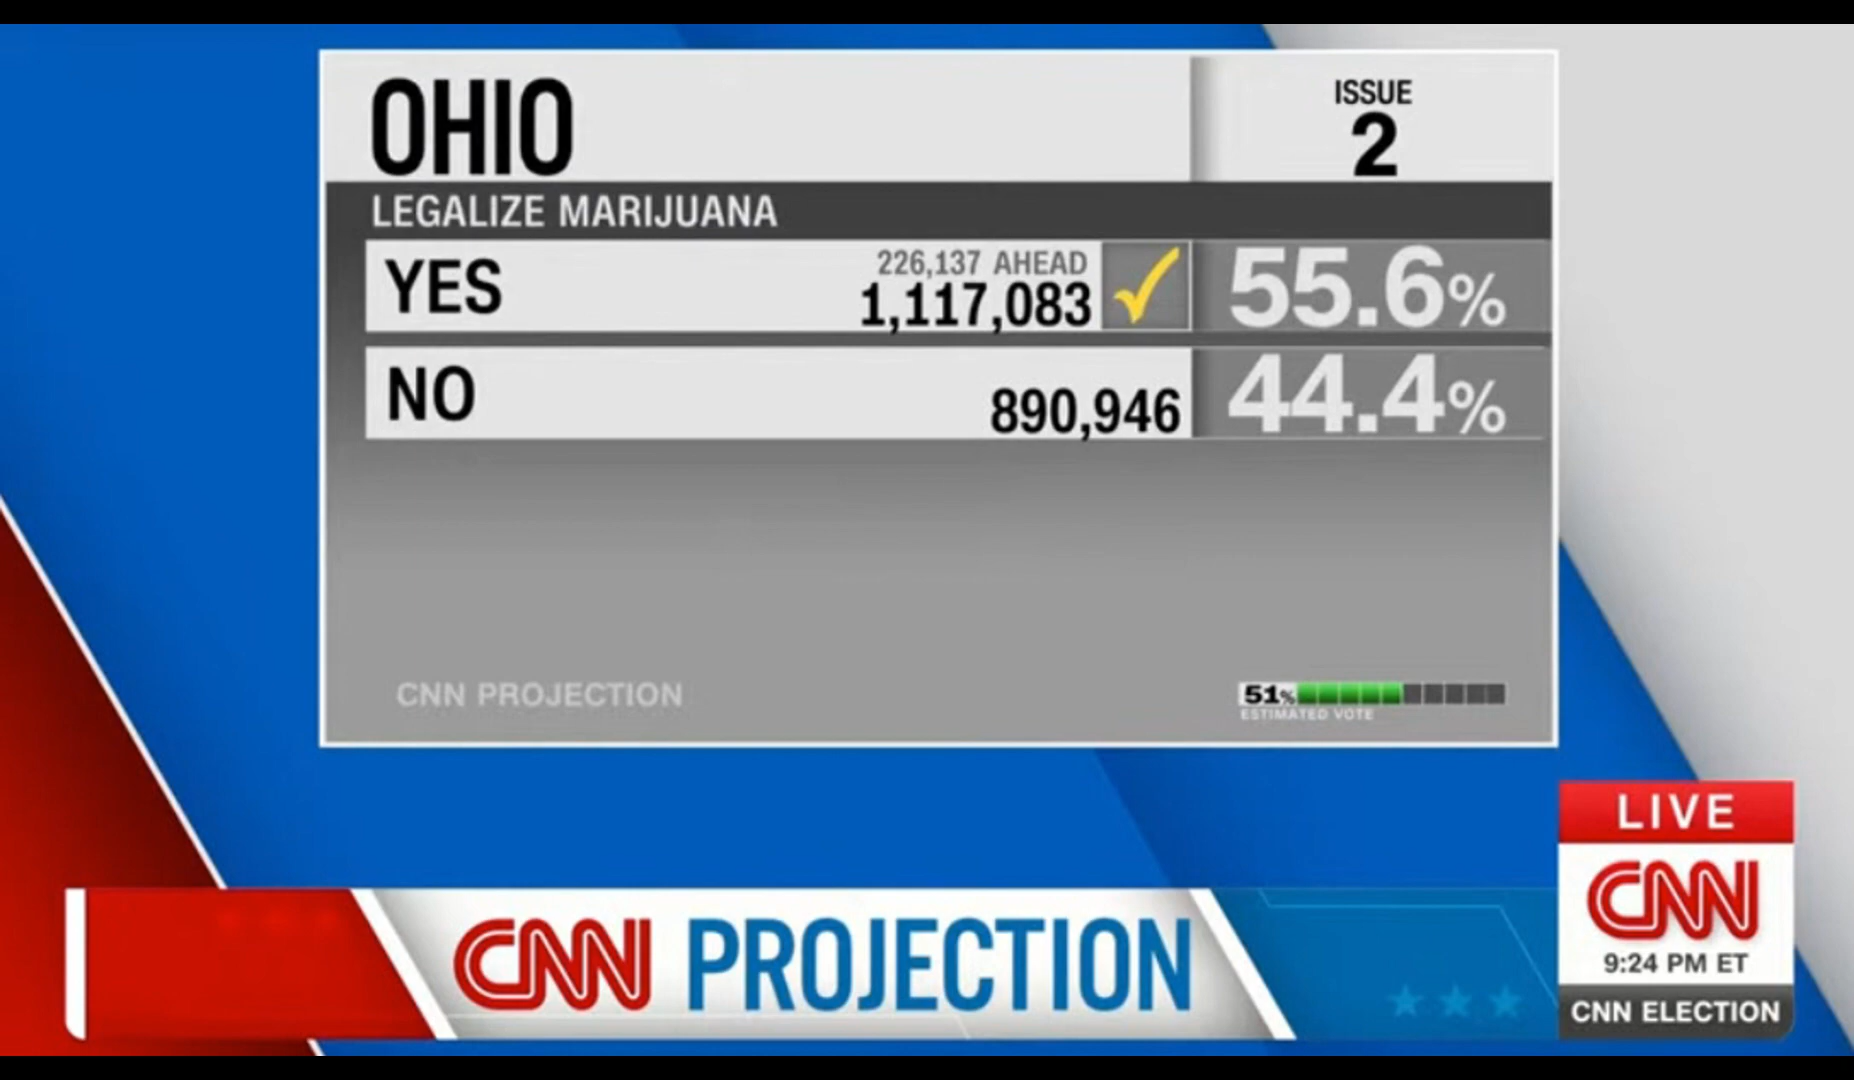 OHIO
ISSUE
2
LEGALIZE MARIJUANA
YES
226,137 AHEAD
1,117,083
55.6%
NO
890,946
44.4%
CNN PROJECTION
51%
ESTIMATED VOTE
LIVE
CNN
9:24 PM ET
CNN ELECTION
CNN PROJECTION